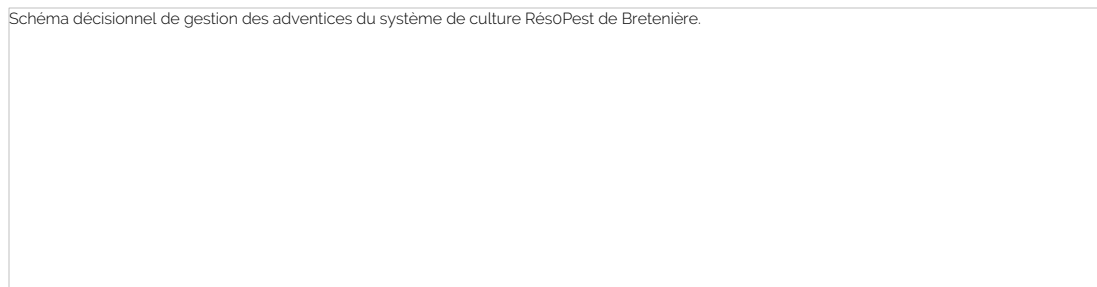 Schéma décisionnel de gestion des adventices du système de culture Rés0Pest de Bretenière.